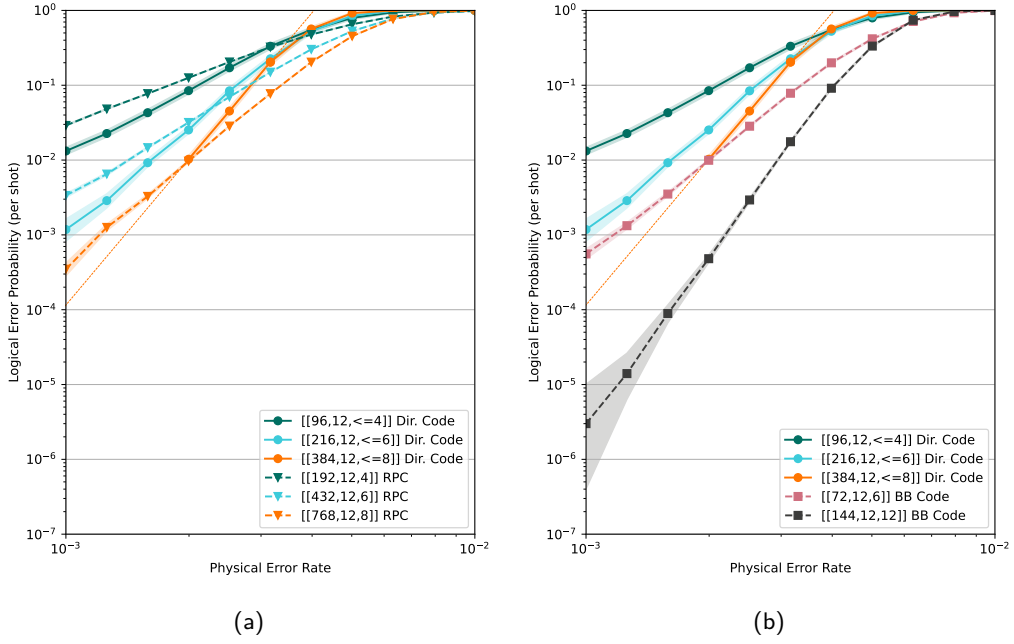 10^0
10^-1
10^-2
10^-3
10^-4
10^-5
10^-6
10^-7
Logical Error Probability (per shot)
[[96,12,<=4]] Dir. Code
[[216,12,<=6]] Dir. Code
[[384,12,<=8]] Dir. Code
[[192,12,4]] RPC
[[432,12,6]] RPC
[[768,12,8]] RPC
10^-3
10^-2
Physical Error Rate
(a)
10^0
10^-1
10^-2
10^-3
10^-4
10^-5
10^-6
10^-7
Logical Error Probability (per shot)
[[96,12,<=4]] Dir. Code
[[216,12,<=6]] Dir. Code
[[384,12,<=8]] Dir. Code
[[72,12,6]] BB Code
[[144,12,12]] BB Code
10^-3
10^-2
Physical Error Rate
(b)